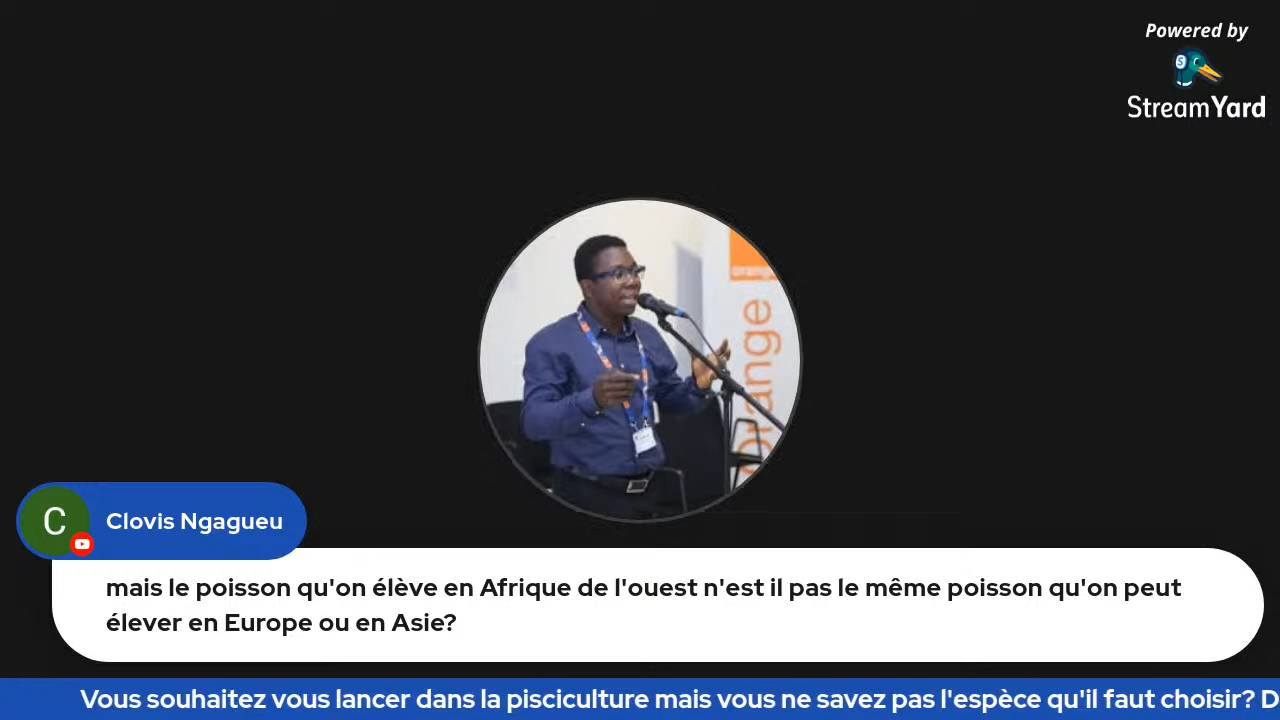 Powered by
S
StreamYard
orange
Orange
C
Clovis Ngagueu
mais le poisson qu'on élève en Afrique de l'ouest n'est il pas le même poisson qu'on peut
élever en Europe ou en Asie?
Vous souhaitez vous lancer dans la pisciculture mais vous ne savez pas l'espèce qu'il faut choisir? D